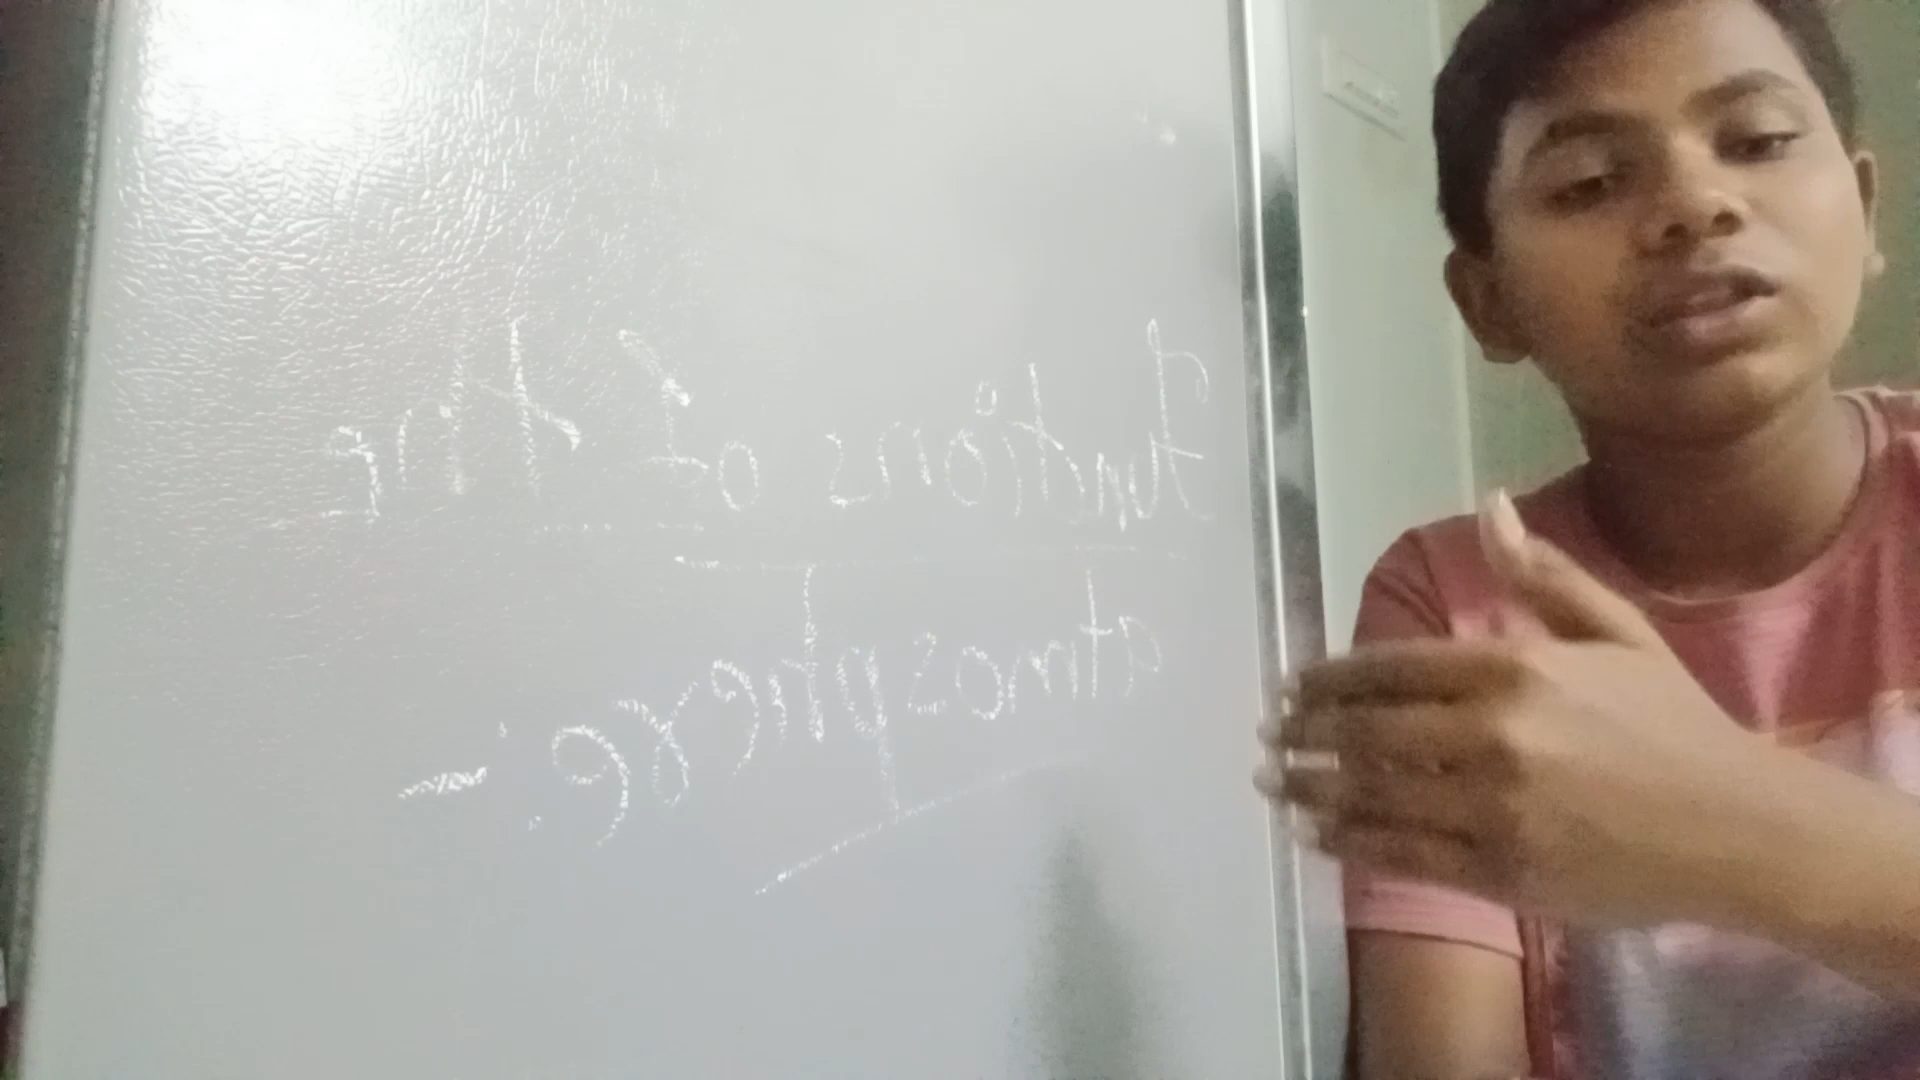 Functions of the
atmosphere:-